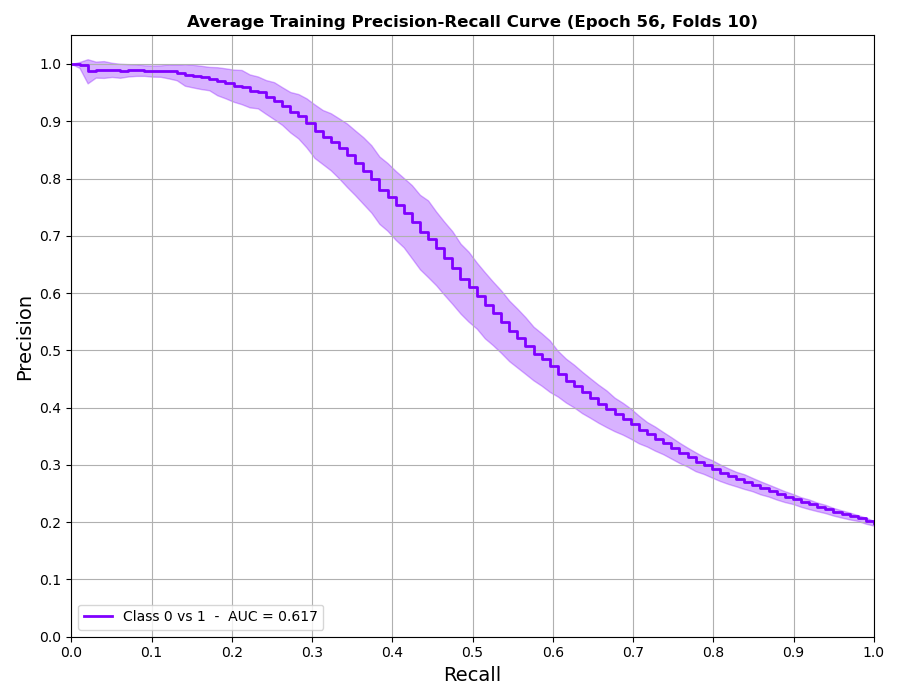 Average Training Precision-Recall Curve (Epoch 56, Folds 10)
Precision
1.0
0.9
0.8
0.7
0.6
0.5
0.4
0.3
0.2
0.1
0.0
Class 0 vs 1 - AUC = 0.617
0.0 0.1 0.2 0.3 0.4 0.5 0.6 0.7 0.8 0.9 1.0
Recall